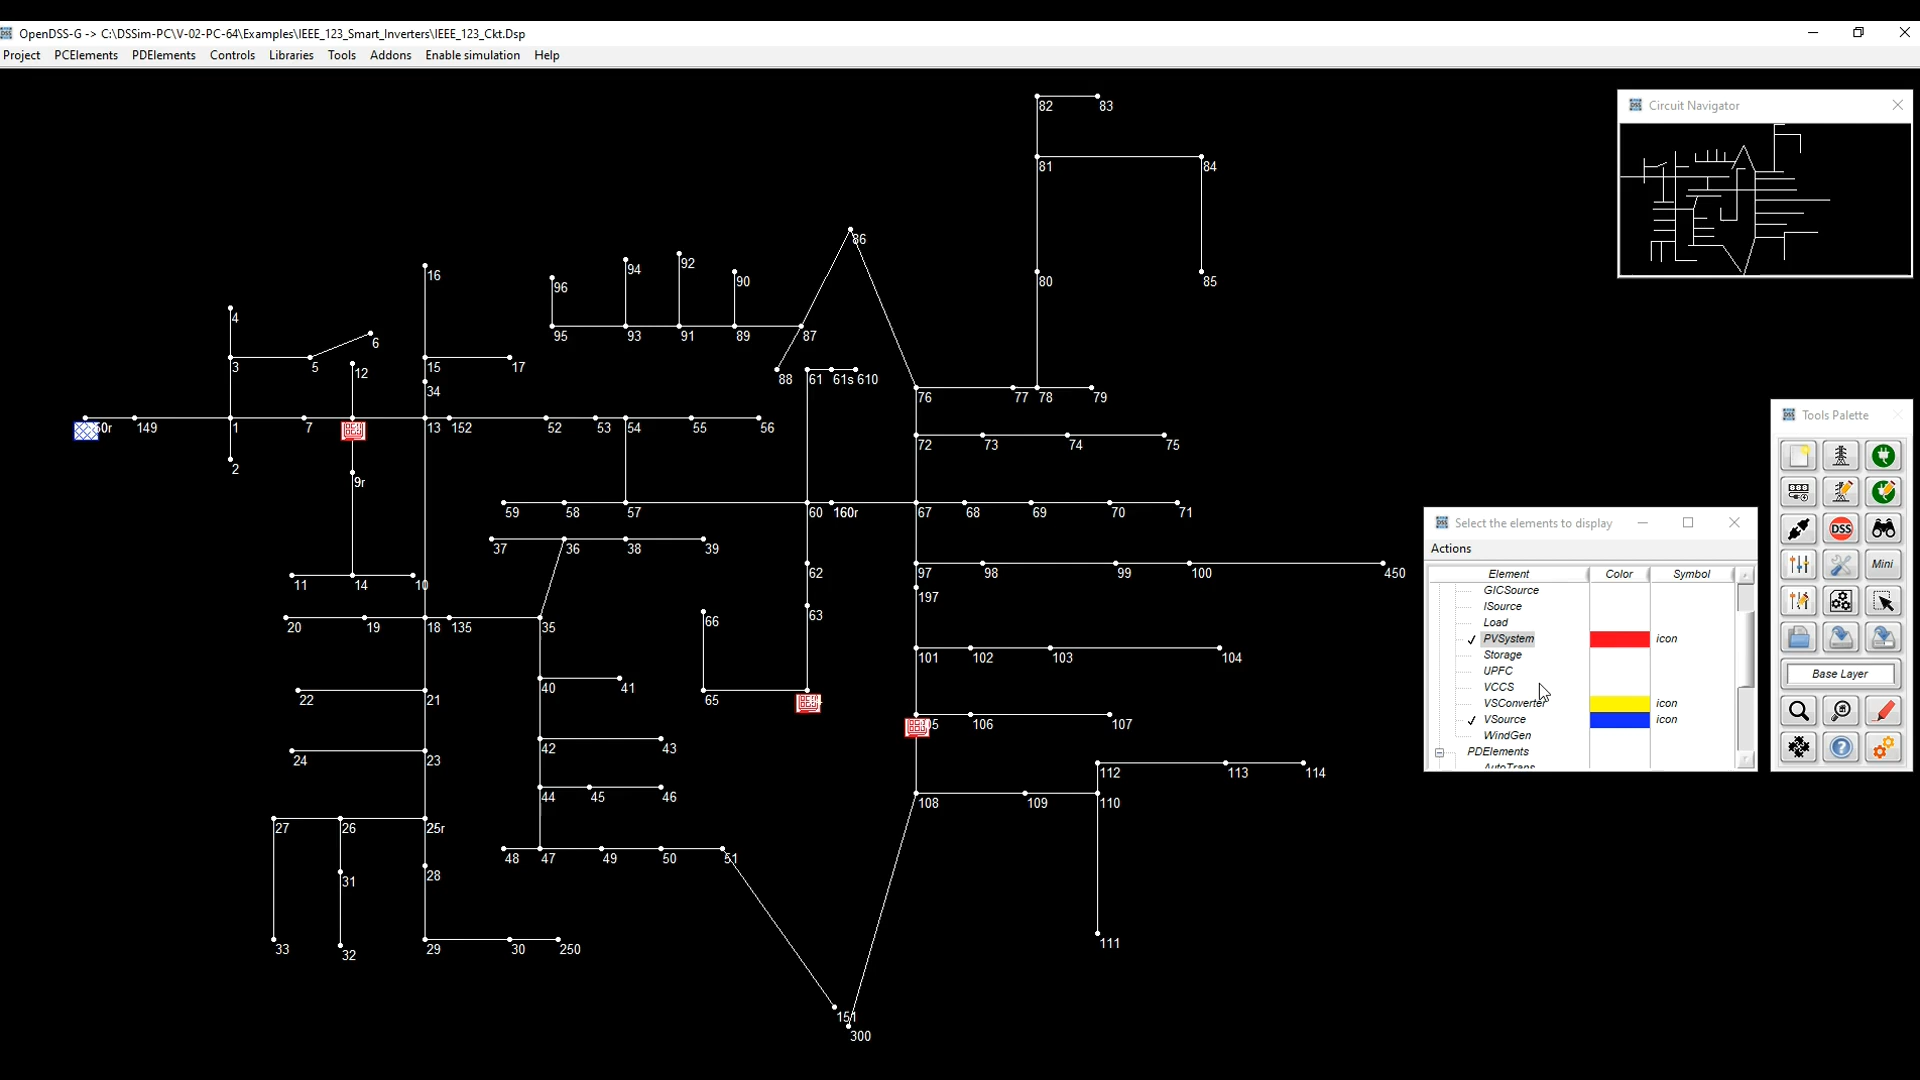 OpenDSS-G -> C:\DSSim-PC\V-02-PC-64\Examples\IEEE_123_Smart_Inverters\IEEE_123_Ckt.Dsp
Project PCElements PDElements Controls Libraries Tools Addons Enable simulation Help
82 83
Circuit Navigator
81 84
86
94 92
16
96 90 80 85
4
95 93 91 89 87
6
3 5 12 15 17
88 61 61s 610
34
76 77 78 79
Tools Palette
149 1 7 13 152 52 53 54 55 56
72 73 74 75
2
9r
59 58 57 60 160r 67 68 69 70 71
Select the elements to display
37 36 38 39
Actions
Mini
11 14 10 62 97 98 99 100 450
Element Color Symbol
GICSource
197
ISource
63
66
Load
20 19 18 135 35
PVSystem icon
101 102 103 104
Storage
UPFC
Base Layer
40 41
VCCS
22 21 65
VSConverter icon
VSource icon
106 107
WindGen
42 43
PDElements
24 23
112 113 114
44 45 46
108 109 110
27 26 25r
48 47 49 50 51
28
31
33 32 29 30 250
111
151
300